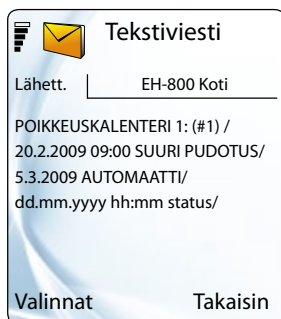 Tekstiviesti
Lähett. EH-800 Koti
POIKKEUSKALENTERI 1: (#1) /
20.2.2009 09:00 SUURI PUDOTUS/
5.3.2009 AUTOMAATTI/
dd.mm.yyyy hh:mm status/
Valinnat Takaisin